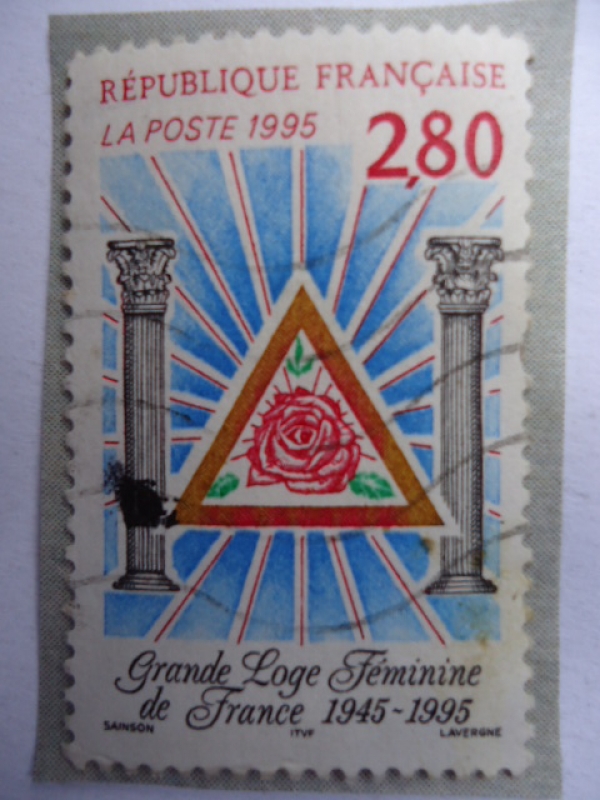 RÉPUBLIQUE FRANÇAISE
LA POSTE 1995
2,80
Grande Loge Féminine
de France 1945-1995
SAINSON ITVF LAVERGNE